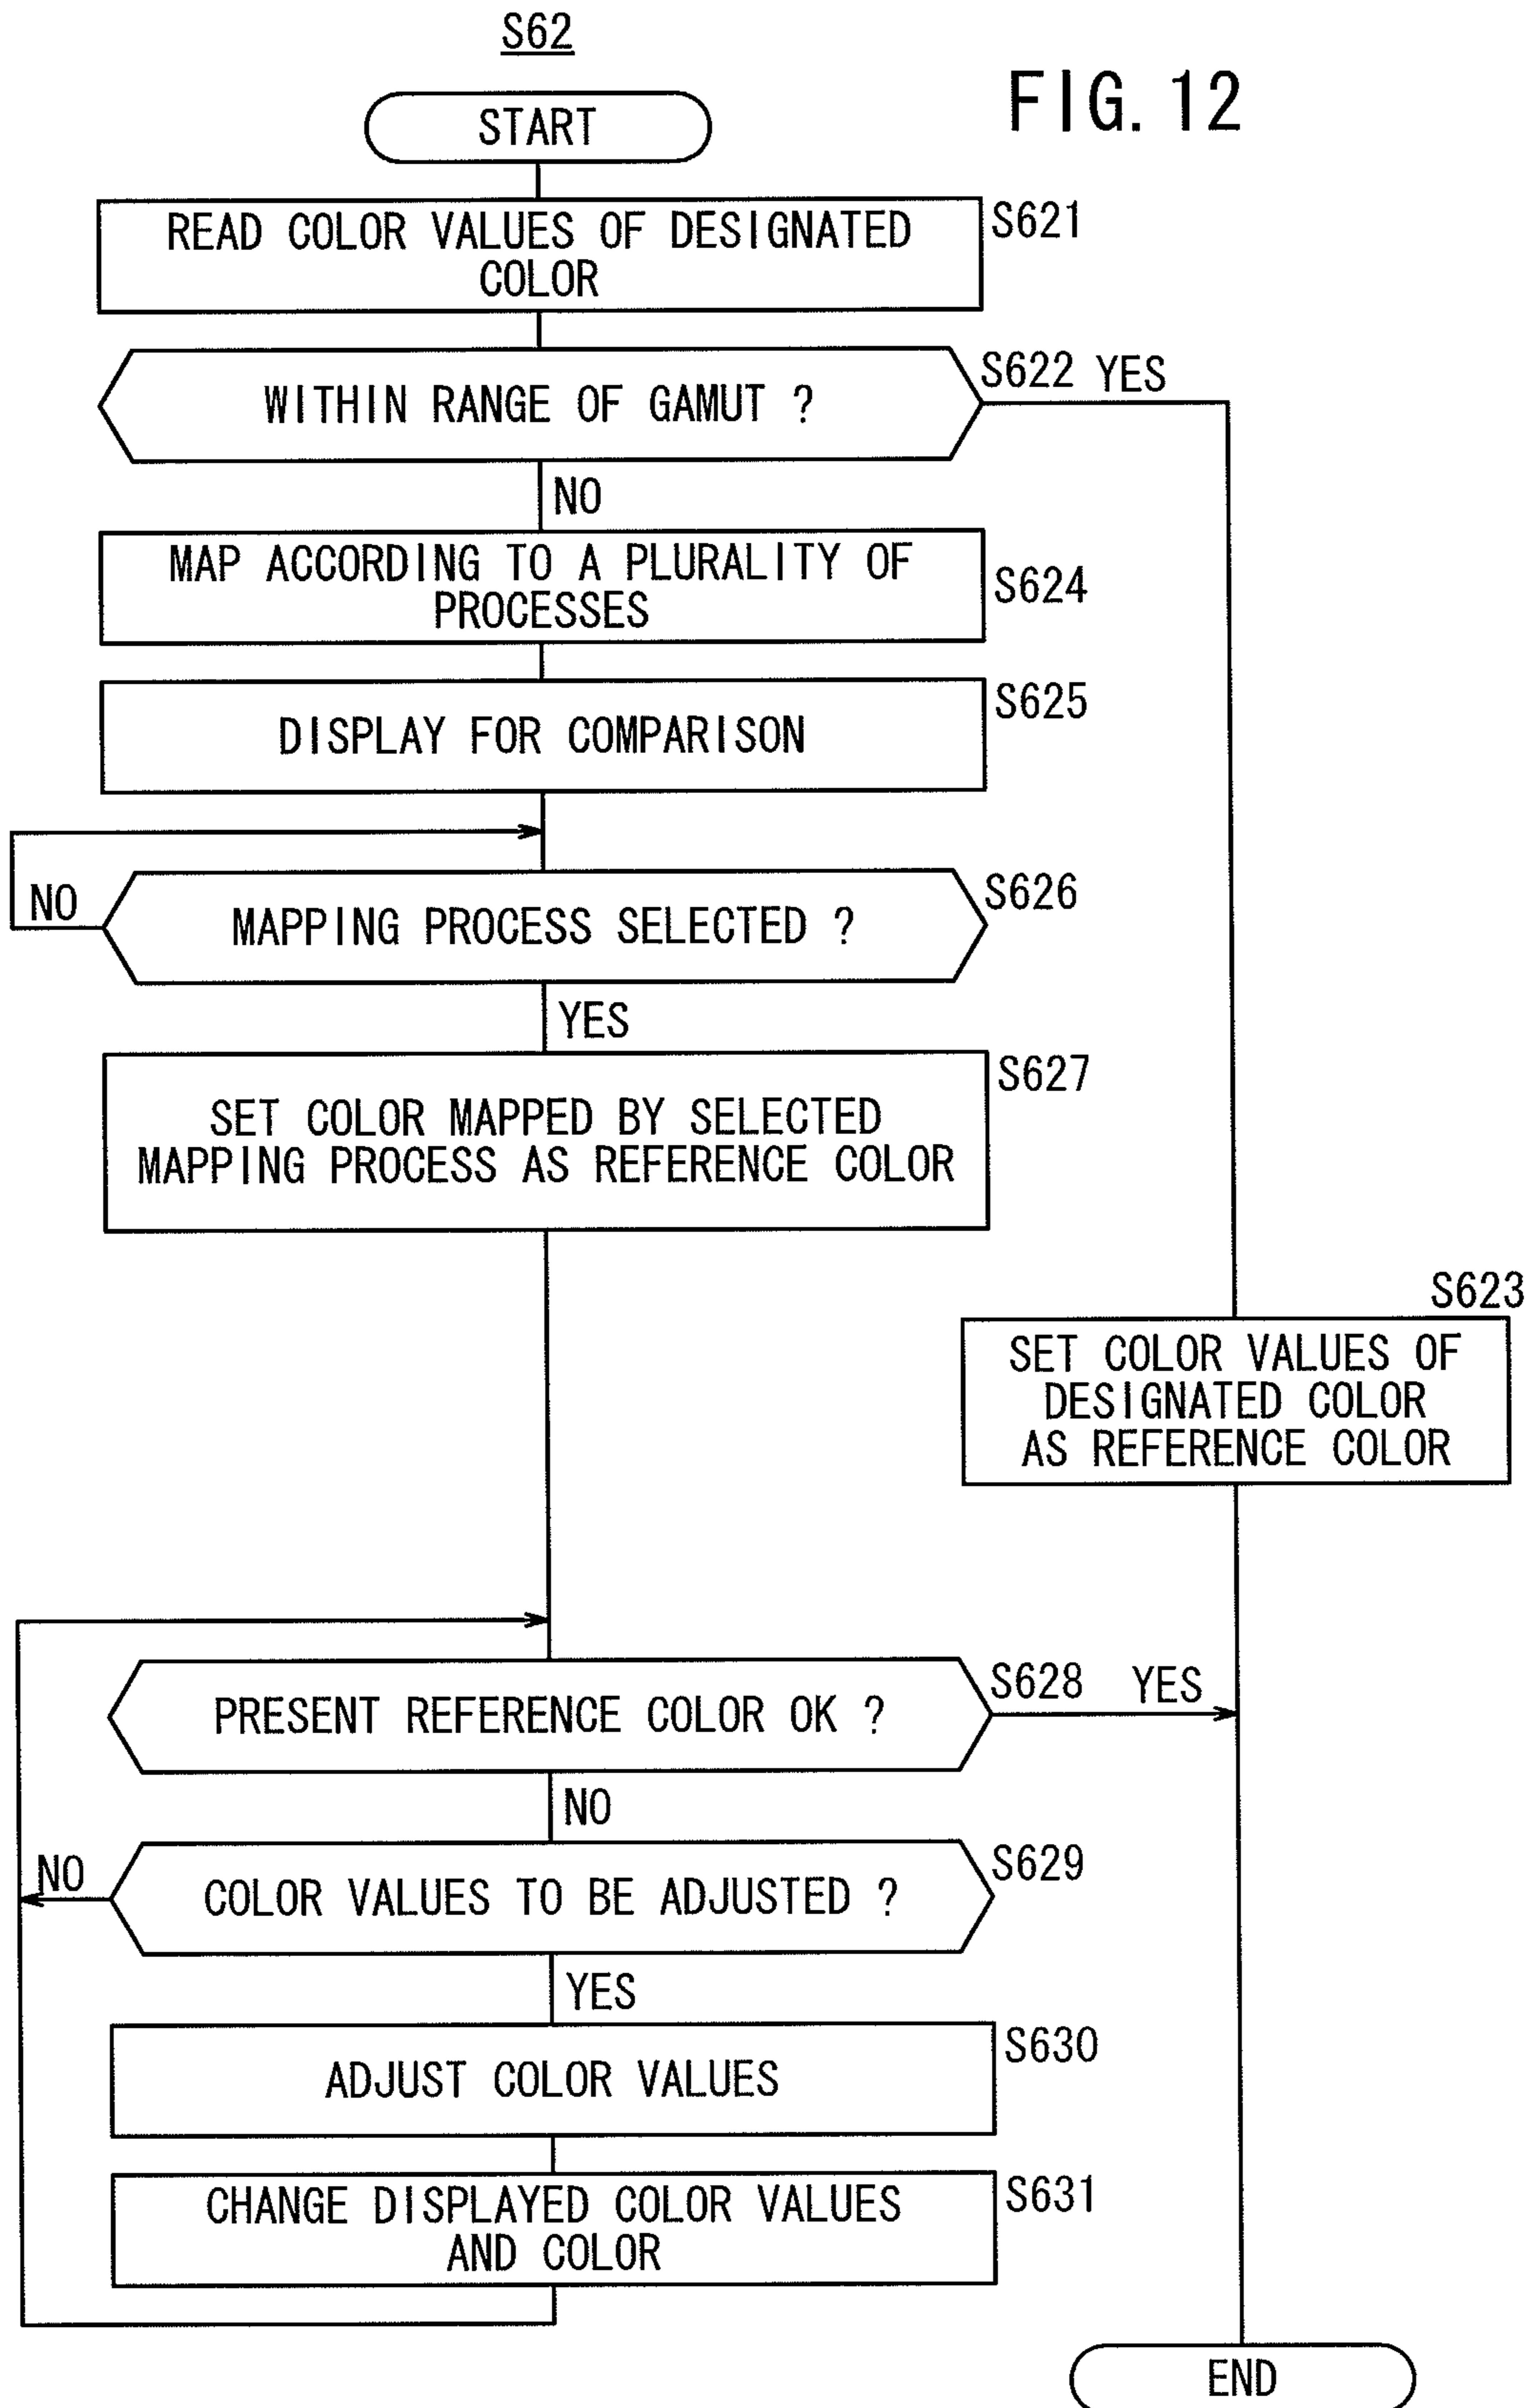 S62
FIG. 12
START
READ COLOR VALUES OF DESIGNATED
COLOR
S621
WITHIN RANGE OF GAMUT ?
S622 YES
NO
MAP ACCORDING TO A PLURALITY OF
PROCESSES
S624
DISPLAY FOR COMPARISON
S625
NO
MAPPING PROCESS SELECTED ?
S626
YES
SET COLOR MAPPED BY SELECTED
MAPPING PROCESS AS REFERENCE COLOR
S627
S623
SET COLOR VALUES OF
DESIGNATED COLOR
AS REFERENCE COLOR
PRESENT REFERENCE COLOR OK ?
S628 YES
NO
NO
COLOR VALUES TO BE ADJUSTED ?
S629
YES
ADJUST COLOR VALUES
S630
CHANGE DISPLAYED COLOR VALUES
AND COLOR
S631
END